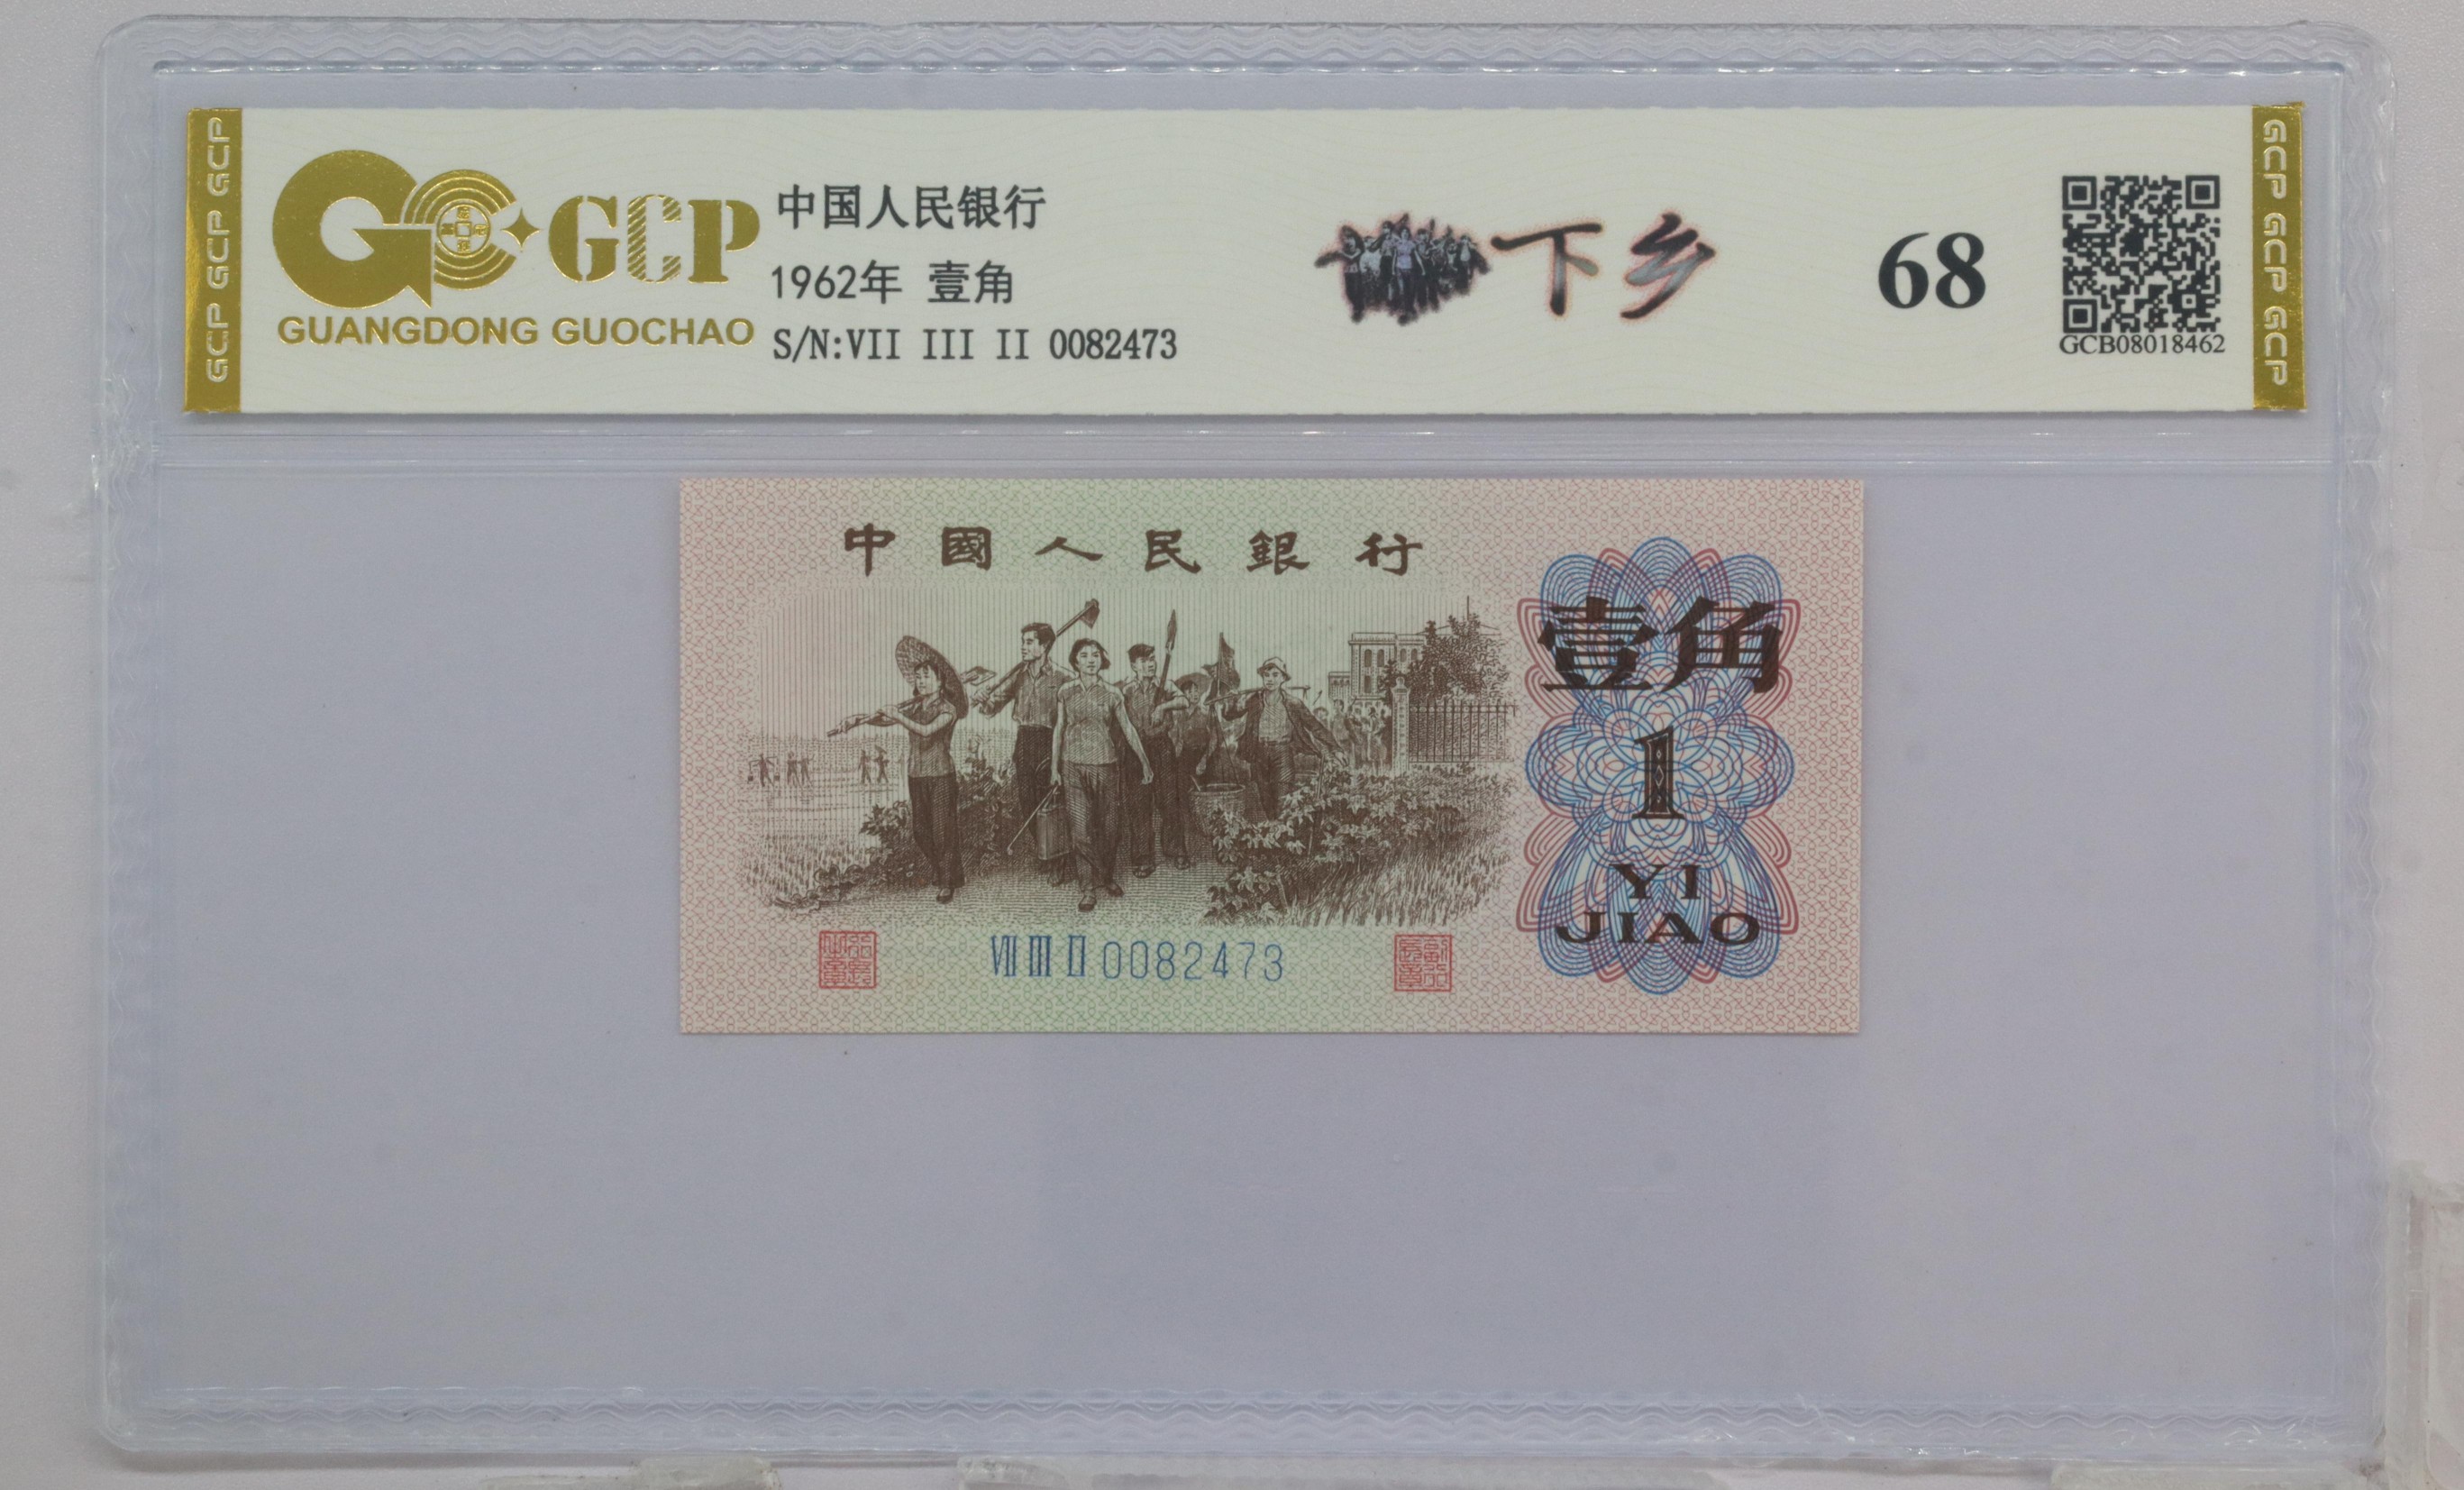 GCP GCP GCP
GCP
GUANGDONG GUOCHAO
中国人民银行
1962年 壹角
S/N:VII III II 0082473
下乡
68
GCB08018462
GCP GCP GCP
中國人民銀行
壹角
1
YI
JIAO
VII III II 0082473